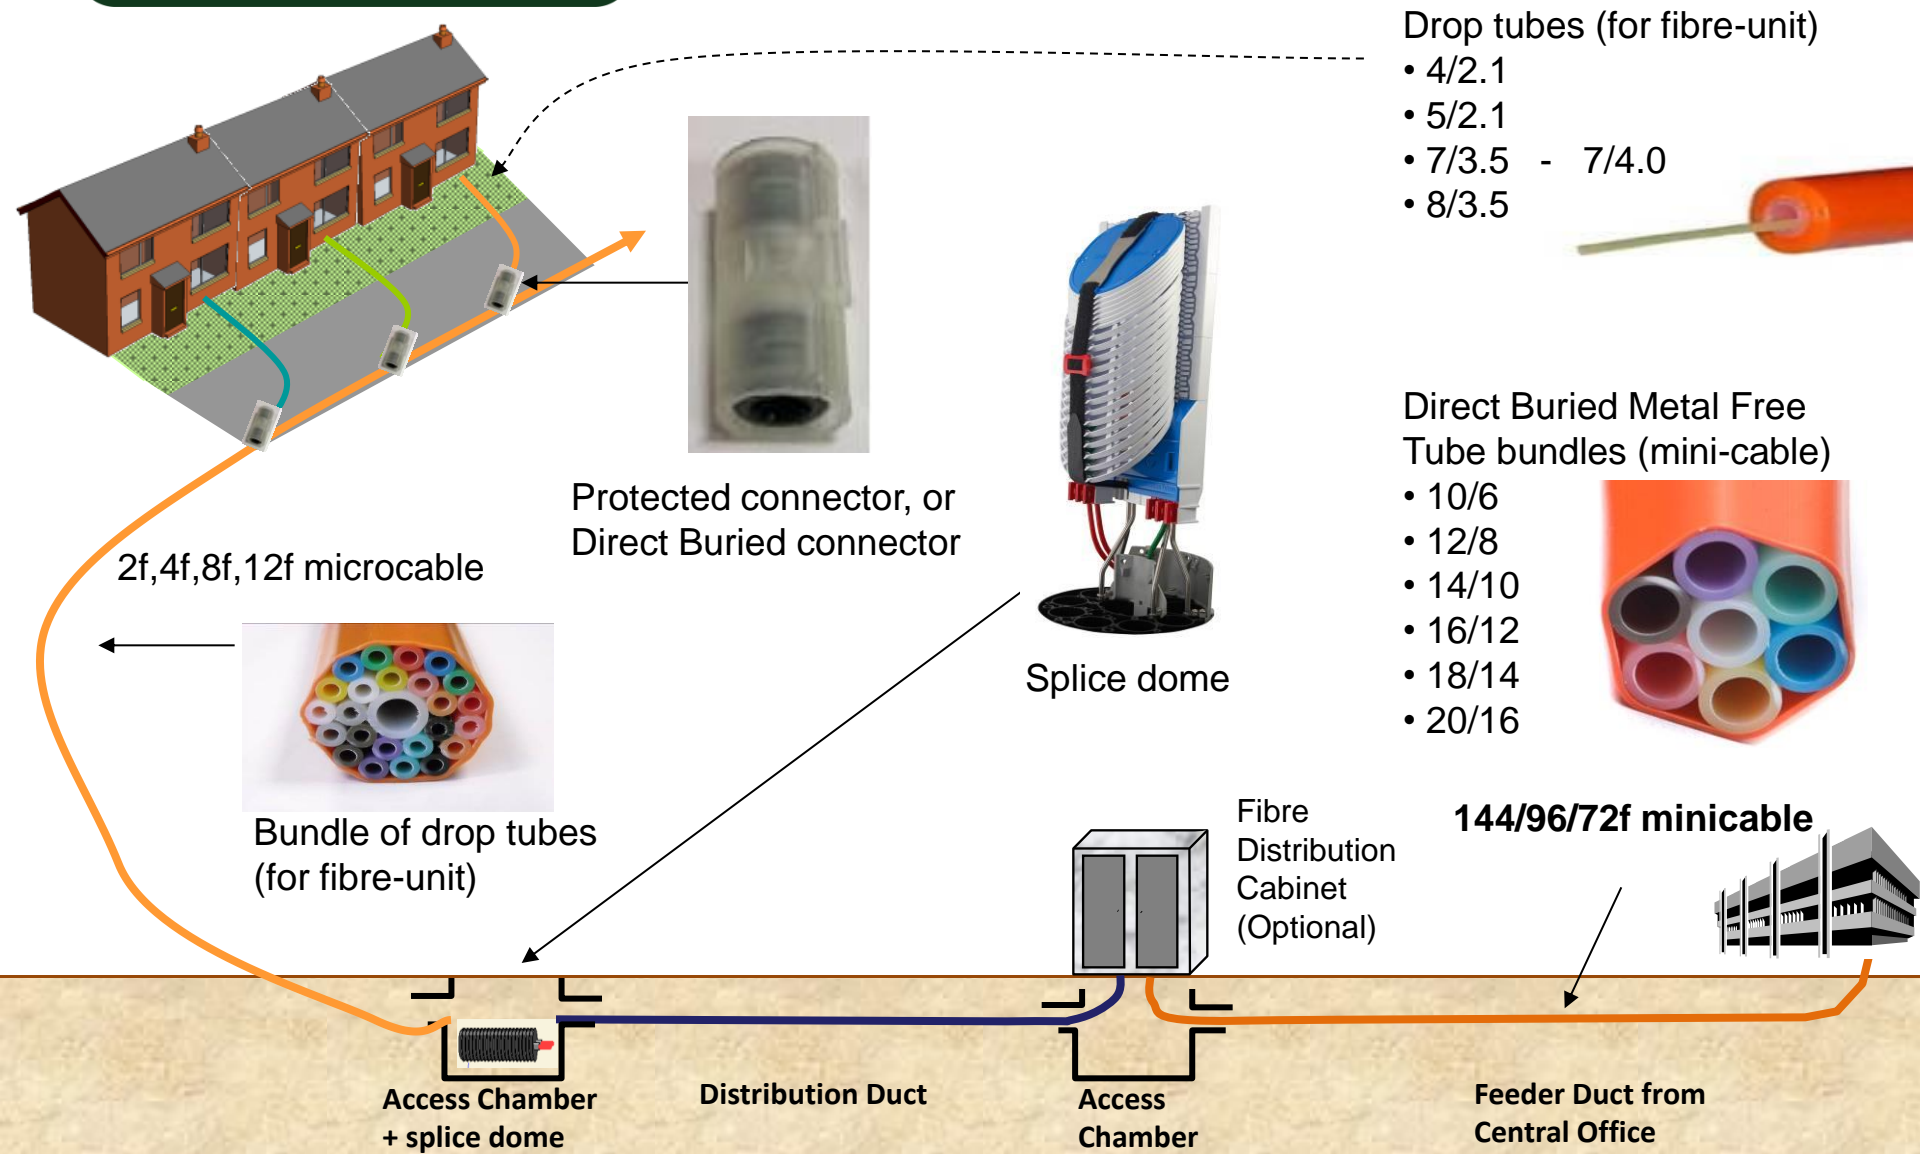 Drop tubes (for fibre-unit)
• 4/2.1
• 5/2.1
• 7/3.5 - 7/4.0
• 8/3.5
Protected connector, or
Direct Buried connector
Direct Buried Metal Free
Tube bundles (mini-cable)
• 10/6
• 12/8
• 14/10
• 16/12
• 18/14
• 20/16
2f,4f,8f,12f microcable
Splice dome
Bundle of drop tubes
(for fibre-unit)
Fibre
Distribution
Cabinet
(Optional)
144/96/72f minicable
Access Chamber
+ splice dome
Distribution Duct
Access
Chamber
Feeder Duct from
Central Office